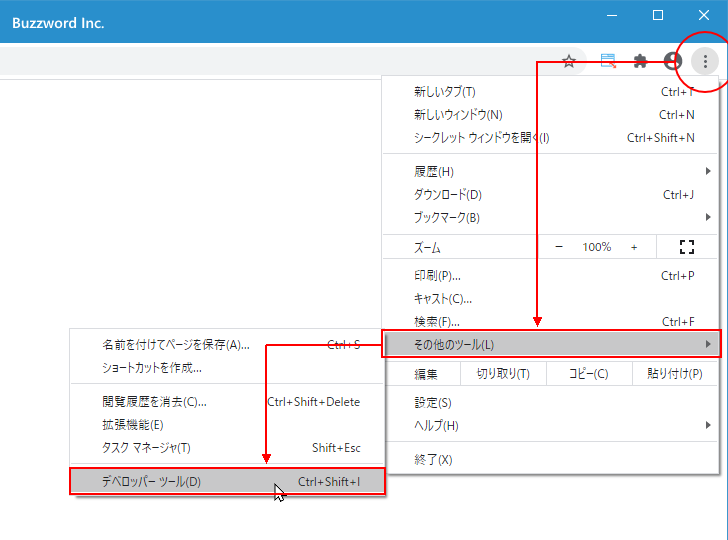 Buzzword Inc.
新しいタブ(T) Ctrl+T
新しいウィンドウ(N) Ctrl+N
シークレット ウィンドウを開く(I) Ctrl+Shift+N
履歴(H)
ダウンロード(D) Ctrl+J
ブックマーク(B)
ズーム − 100% +
印刷(P)... Ctrl+P
キャスト(C)...
検索(F)... Ctrl+F
その他のツール(L)
編集 切り取り(T) コピー(C) 貼り付け(P)
設定(S)
ヘルプ(H)
終了(X)
名前を付けてページを保存(A)... Ctrl+S
ショートカットを作成...
閲覧履歴を消去(C)... Ctrl+Shift+Delete
拡張機能(E)
タスク マネージャ(T) Shift+Esc
デベロッパー ツール(D) Ctrl+Shift+I